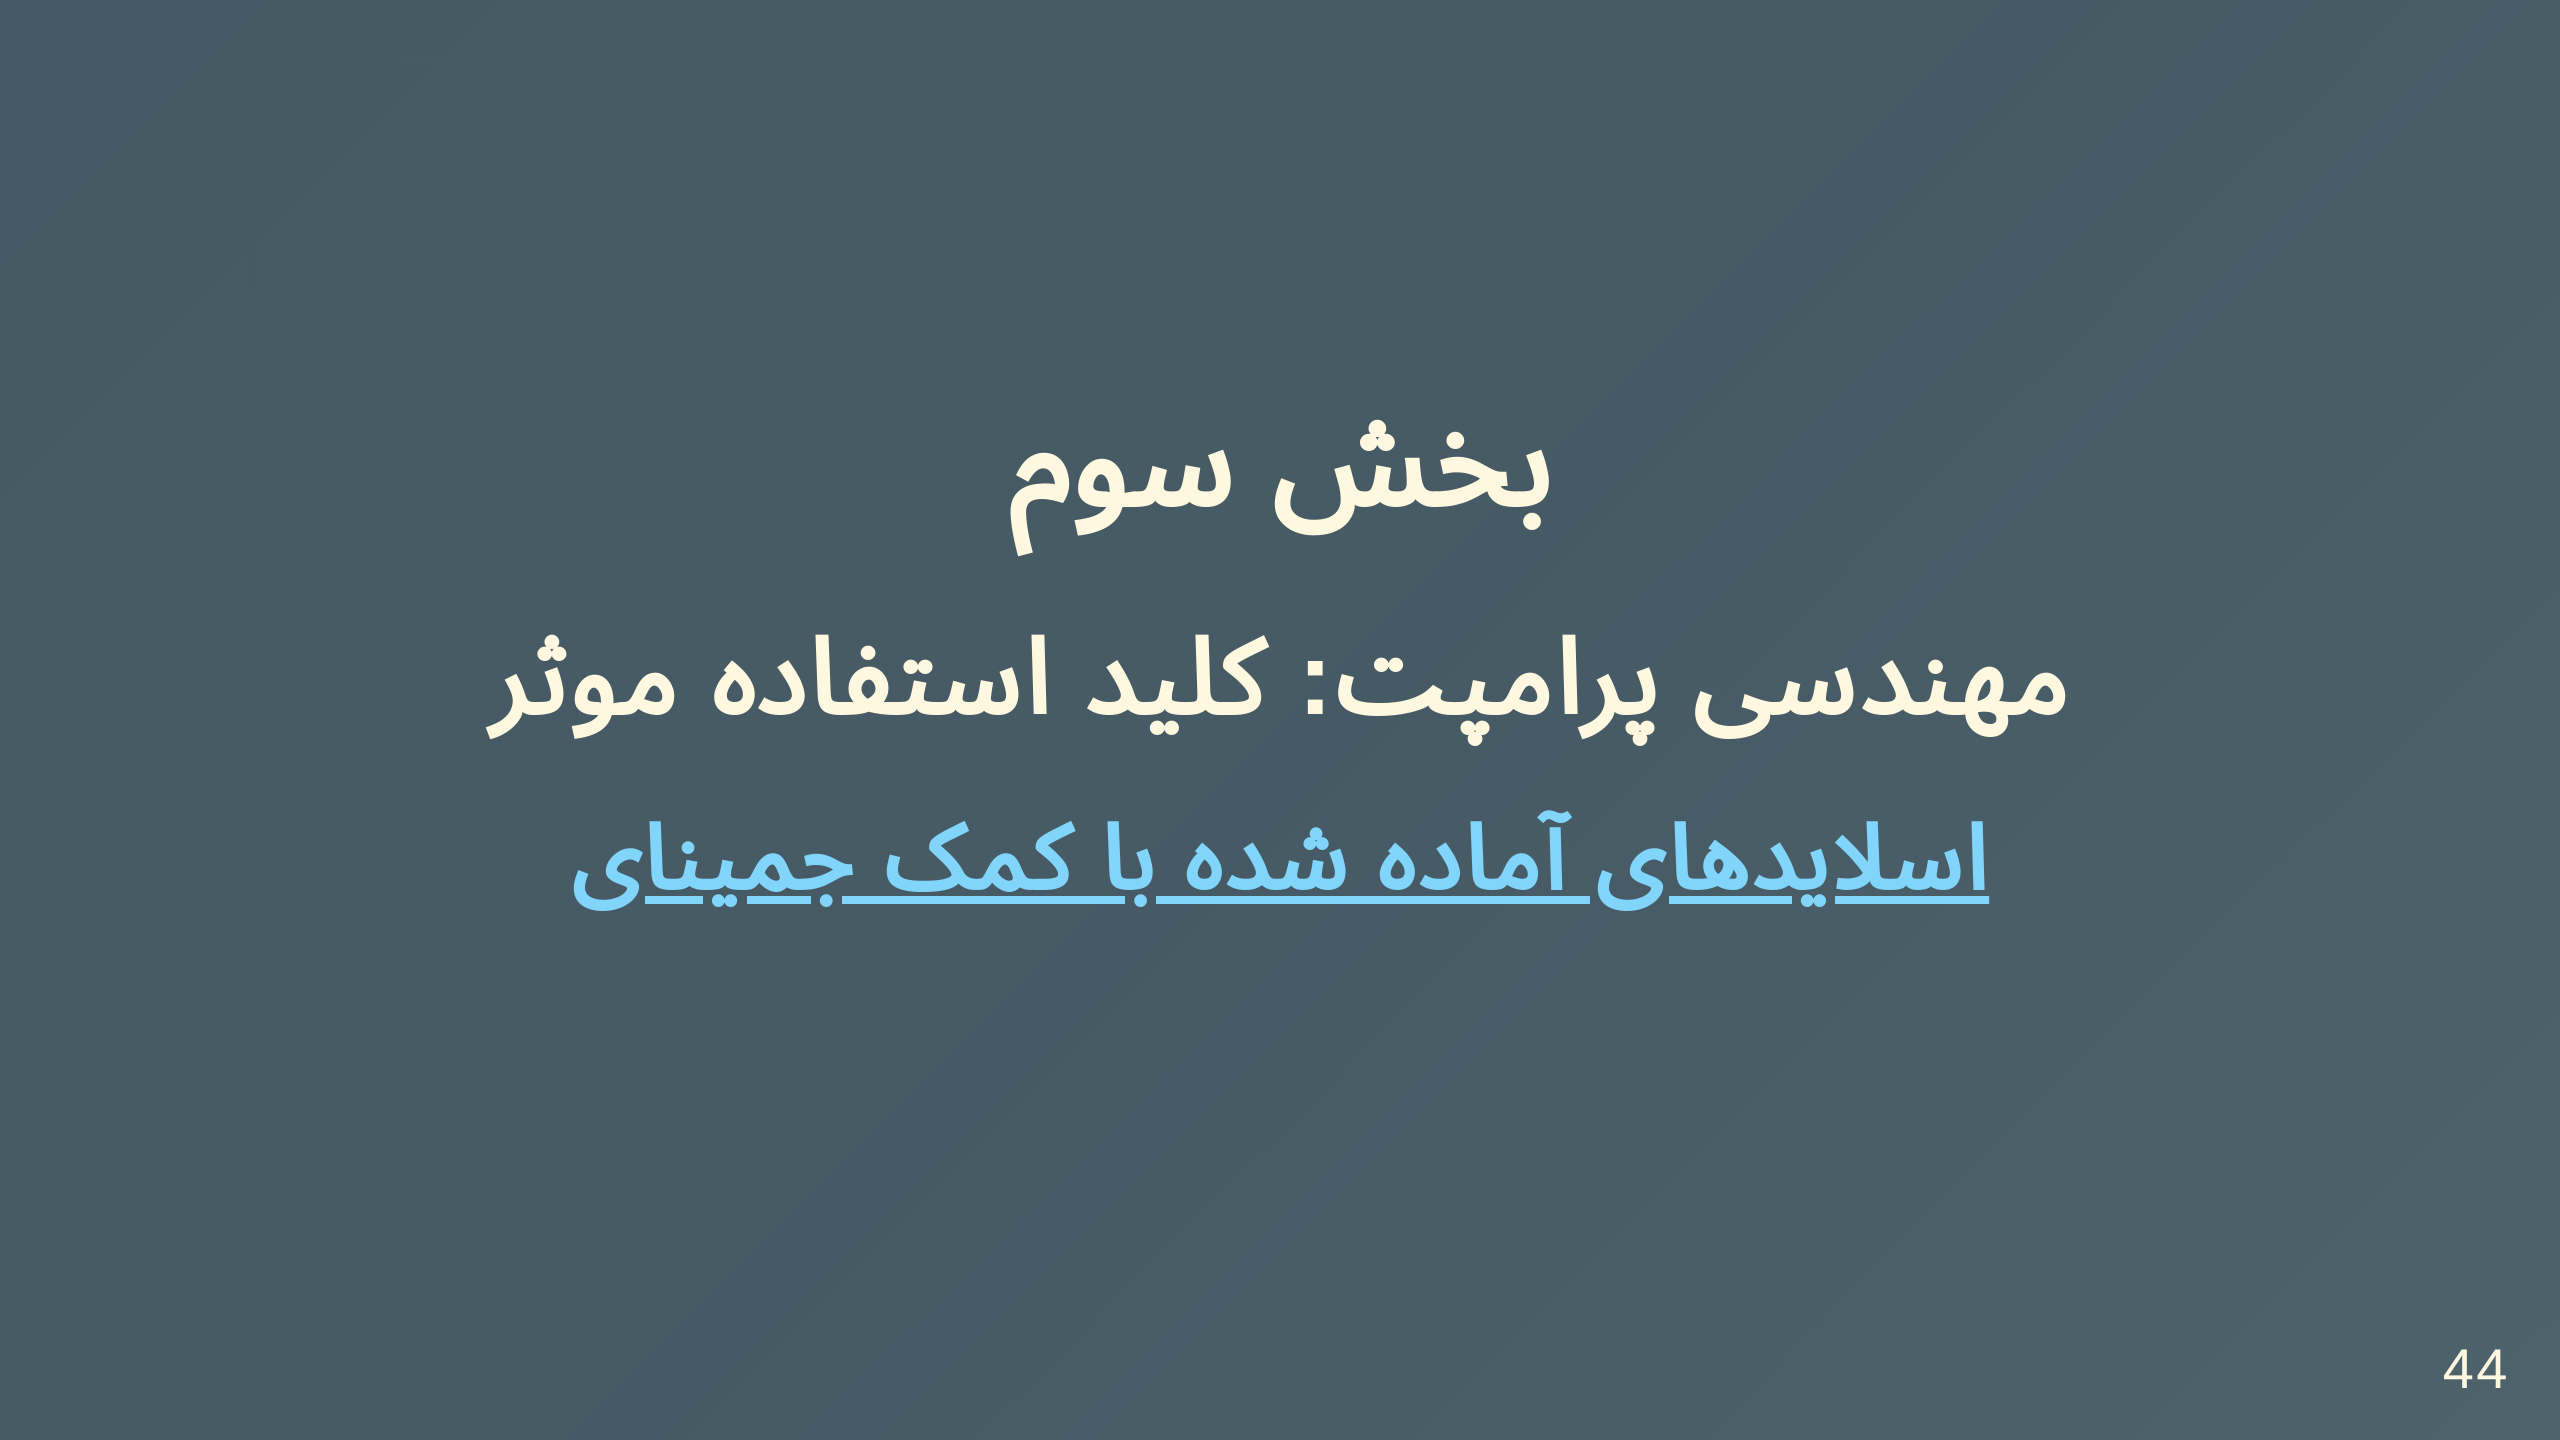 بخش سوم
مهندسی پرامپت: کلید استفاده موثر
اسلایدهای آماده شده با کمک جمینای
44